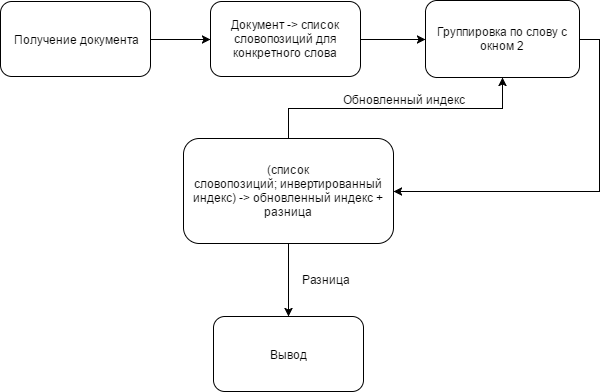 Получение документа
Документ -> список
словопозиций для
конкретного слова
Группировка по слову с
окном 2
Обновленный индекс
(список
словопозиций; инвертированный
индекс) -> обновленный индекс +
разница
Разница
Вывод